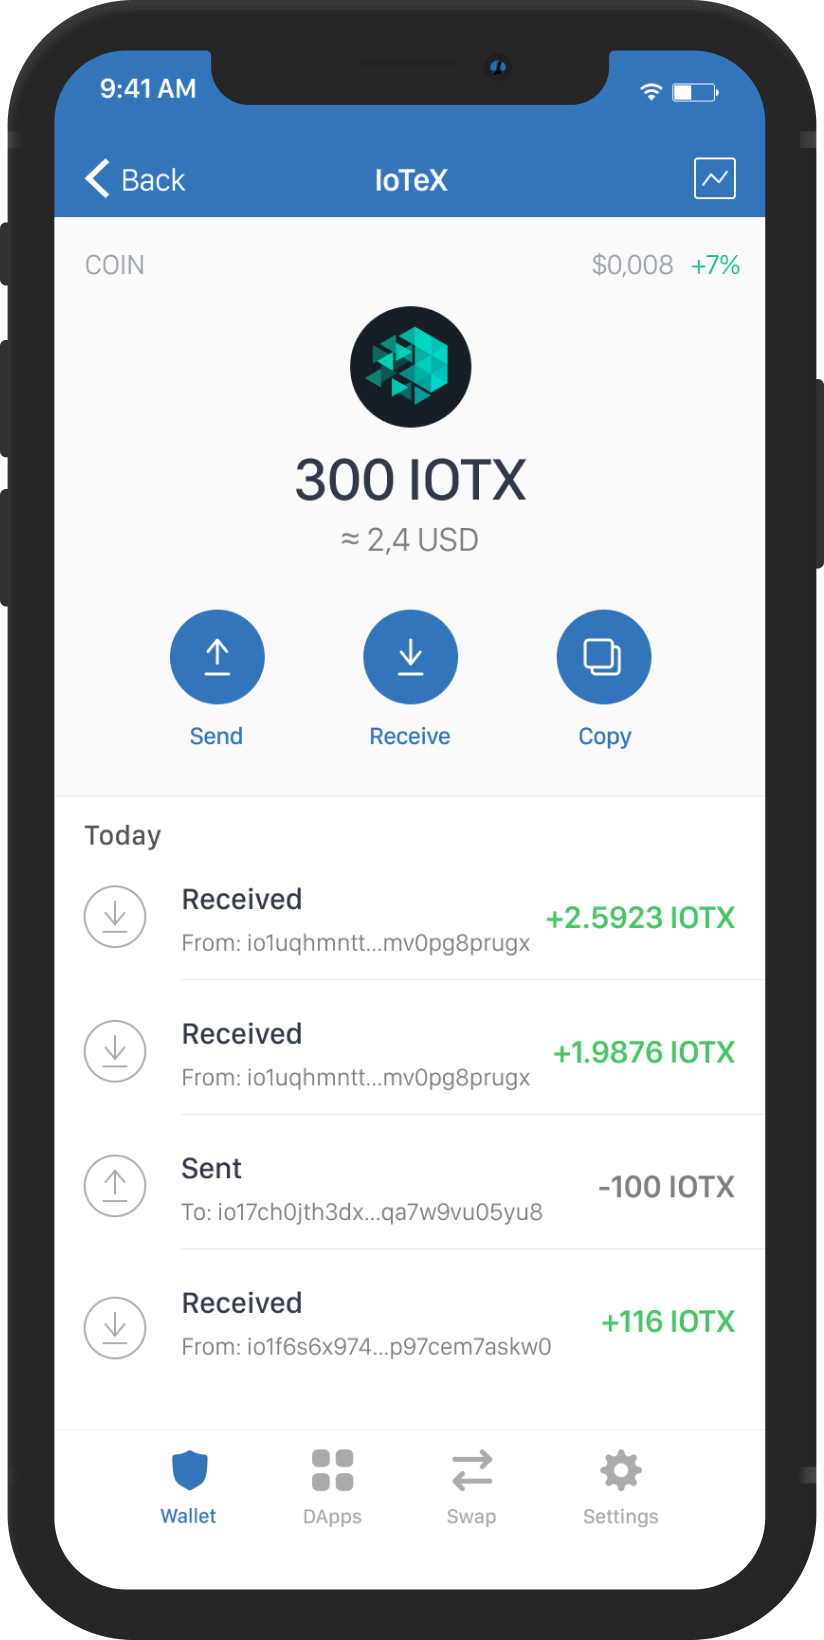 9:41 AM
Back
IoTeX
COIN
$0,008 +7%
300 IOTX
≈ 2,4 USD
Send
Receive
Copy
Today
Received
From: io1uqhmntt...mv0pg8prugx
+2.5923 IOTX
Received
From: io1uqhmntt...mv0pg8prugx
+1.9876 IOTX
Sent
To: io17ch0jth3dx...qa7w9vu05yu8
-100 IOTX
Received
From: io1f6s6x974...p97cem7askw0
+116 IOTX
Wallet
DApps
Swap
Settings